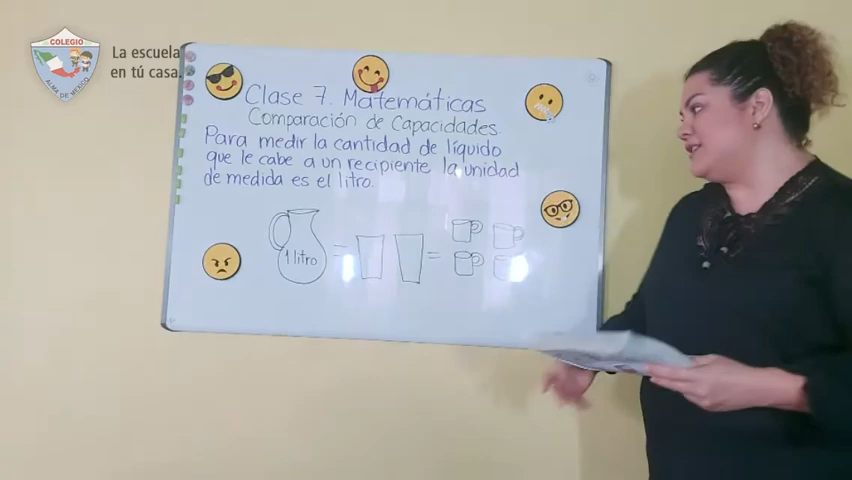 COLEGIO
ALMA DE MÉXICO
La escuela
en tú casa.
Clase 7. Matemáticas
Comparación de Capacidades.
Para medir la cantidad de líquido
que le cabe a un recipiente la unidad
de medida es el litro.
1 litro = =